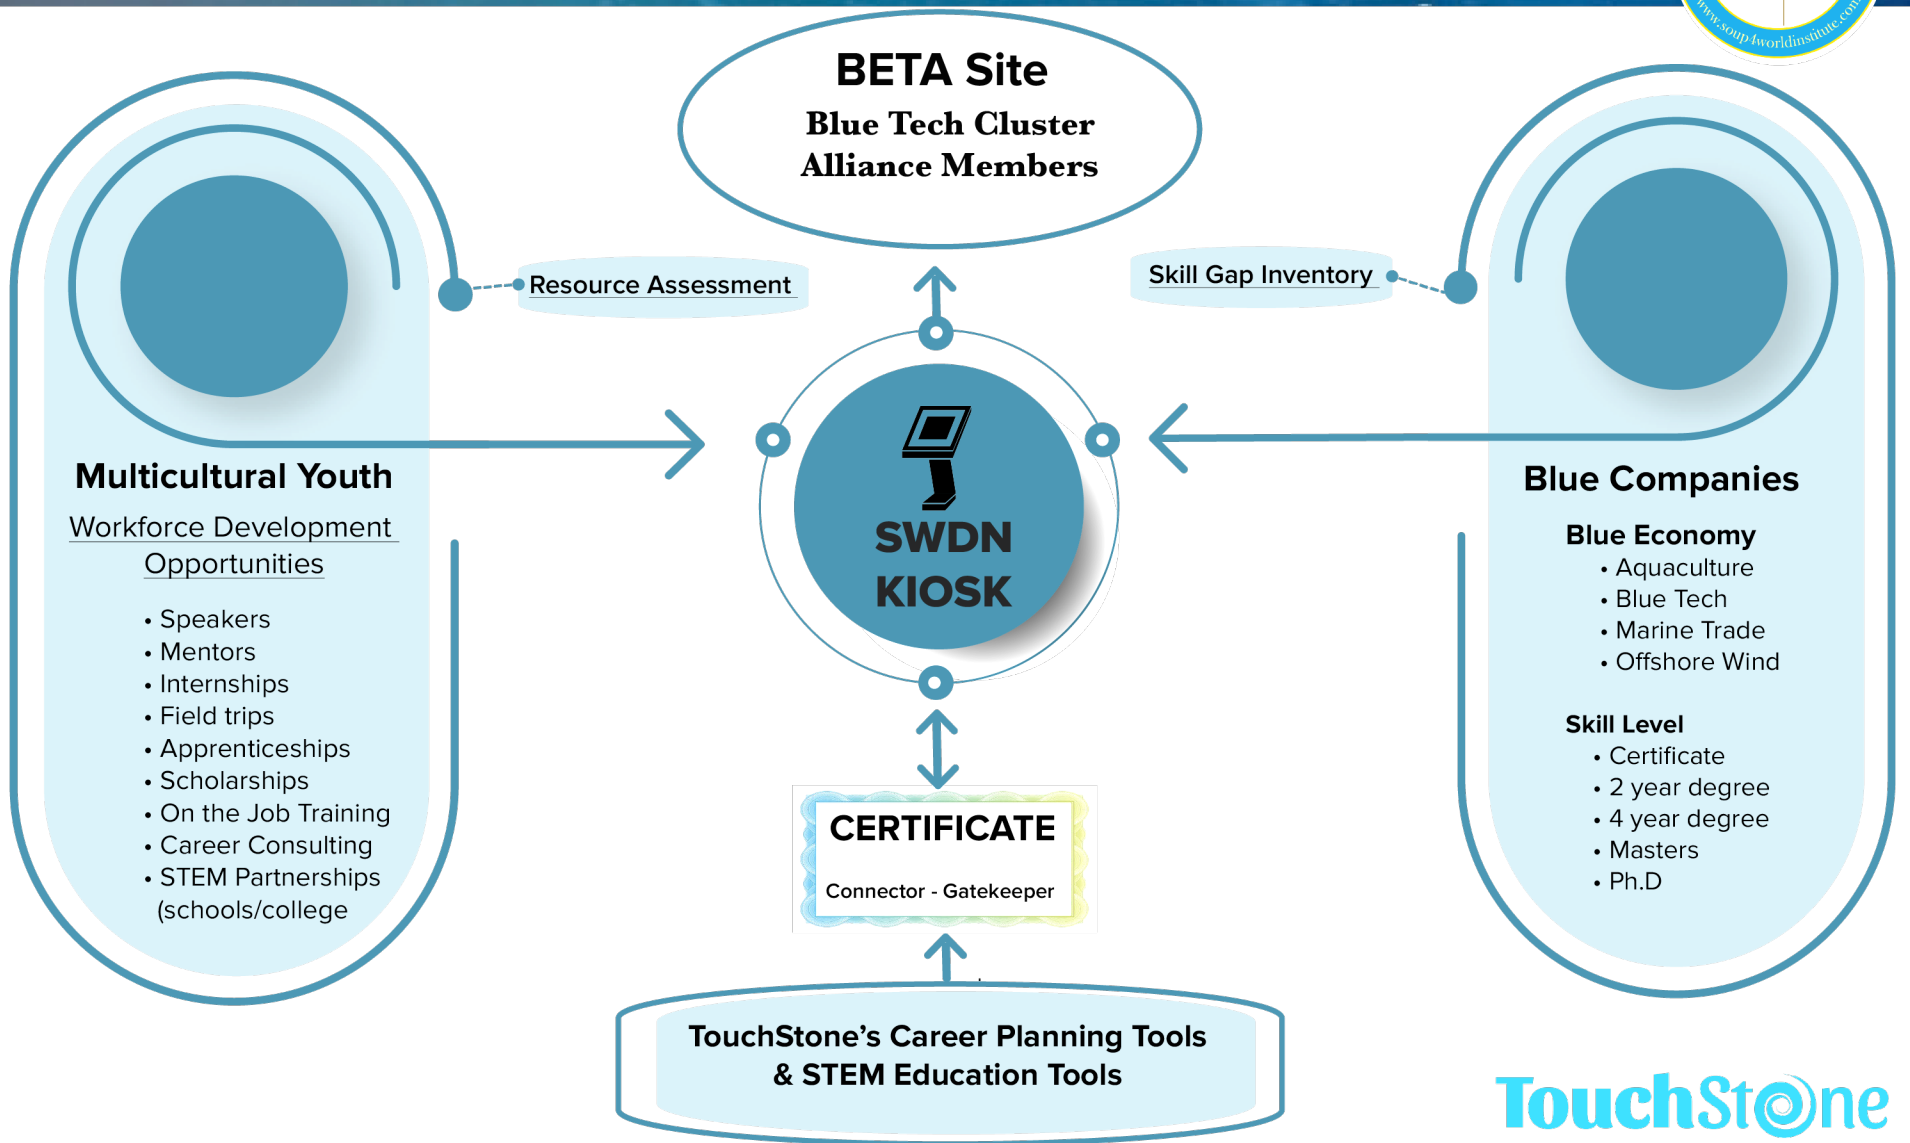 www.soup4worldinstitute.com
BETA Site
Blue Tech Cluster
Alliance Members
Resource Assessment
Skill Gap Inventory
Multicultural Youth
Workforce Development
Opportunities
• Speakers
• Mentors
• Internships
• Field trips
• Apprenticeships
• Scholarships
• On the Job Training
• Career Consulting
• STEM Partnerships
(schools/college
SWDN
KIOSK
CERTIFICATE
Connector - Gatekeeper
TouchStone’s Career Planning Tools
& STEM Education Tools
Blue Companies
Blue Economy
• Aquaculture
• Blue Tech
• Marine Trade
• Offshore Wind
Skill Level
• Certificate
• 2 year degree
• 4 year degree
• Masters
• Ph.D
TouchStone